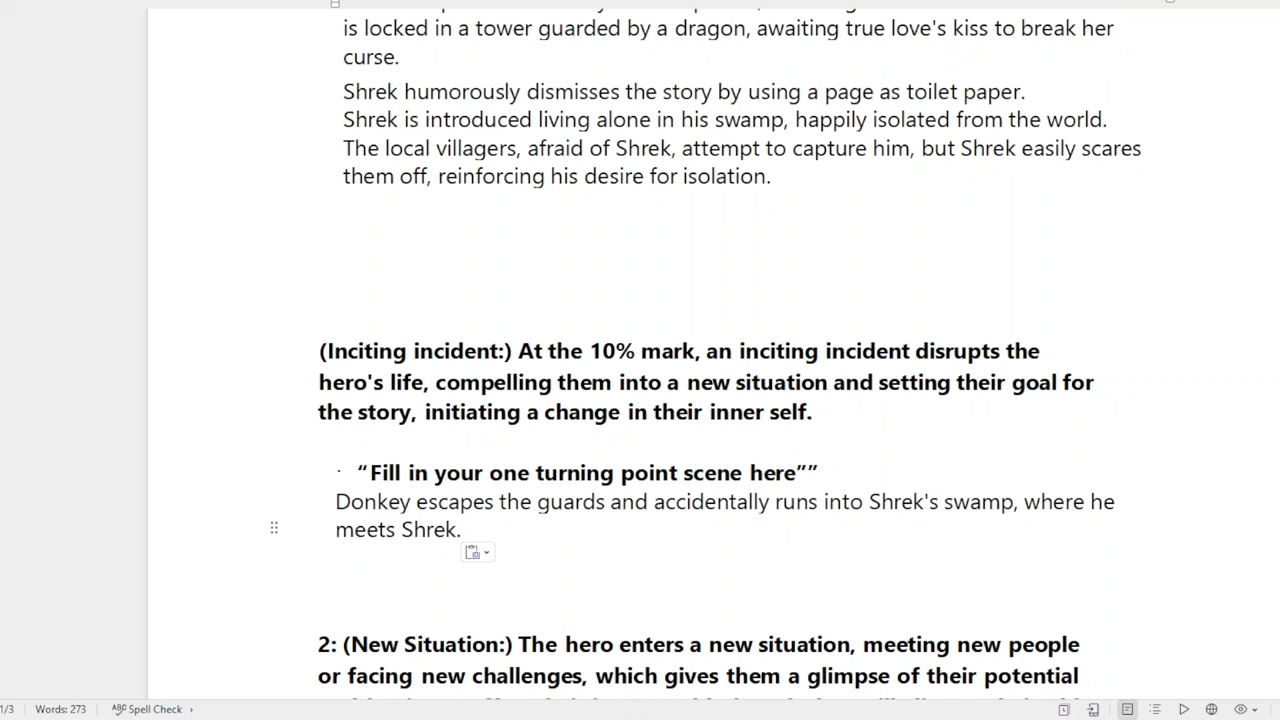 is locked in a tower guarded by a dragon, awaiting true love's kiss to break her
curse.
Shrek humorously dismisses the story by using a page as toilet paper.
Shrek is introduced living alone in his swamp, happily isolated from the world.
The local villagers, afraid of Shrek, attempt to capture him, but Shrek easily scares
them off, reinforcing his desire for isolation.
(Inciting incident:) At the 10% mark, an inciting incident disrupts the
hero's life, compelling them into a new situation and setting their goal for
the story, initiating a change in their inner self.
· “Fill in your one turning point scene here””
Donkey escapes the guards and accidentally runs into Shrek's swamp, where he
meets Shrek.
2: (New Situation:) The hero enters a new situation, meeting new people
or facing new challenges, which gives them a glimpse of their potential
1/3 Words: 273 ABC Spell Check